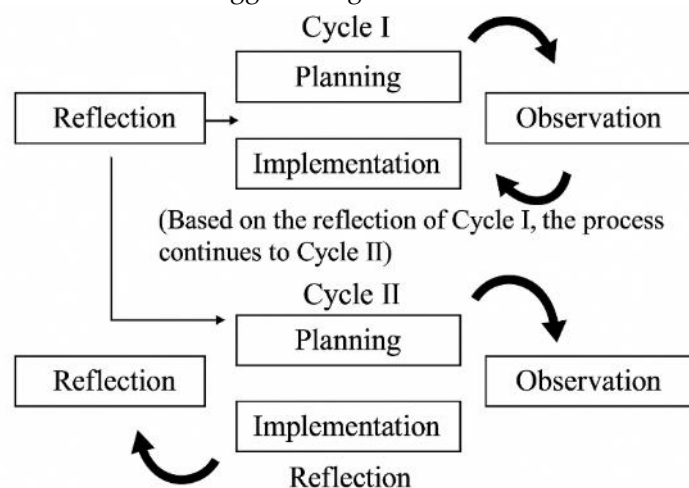 Cycle I
Planning
Reflection
Observation
Implementation
(Based on the reflection of Cycle I, the process
continues to Cycle II)
Cycle II
Planning
Reflection
Observation
Implementation
Reflection